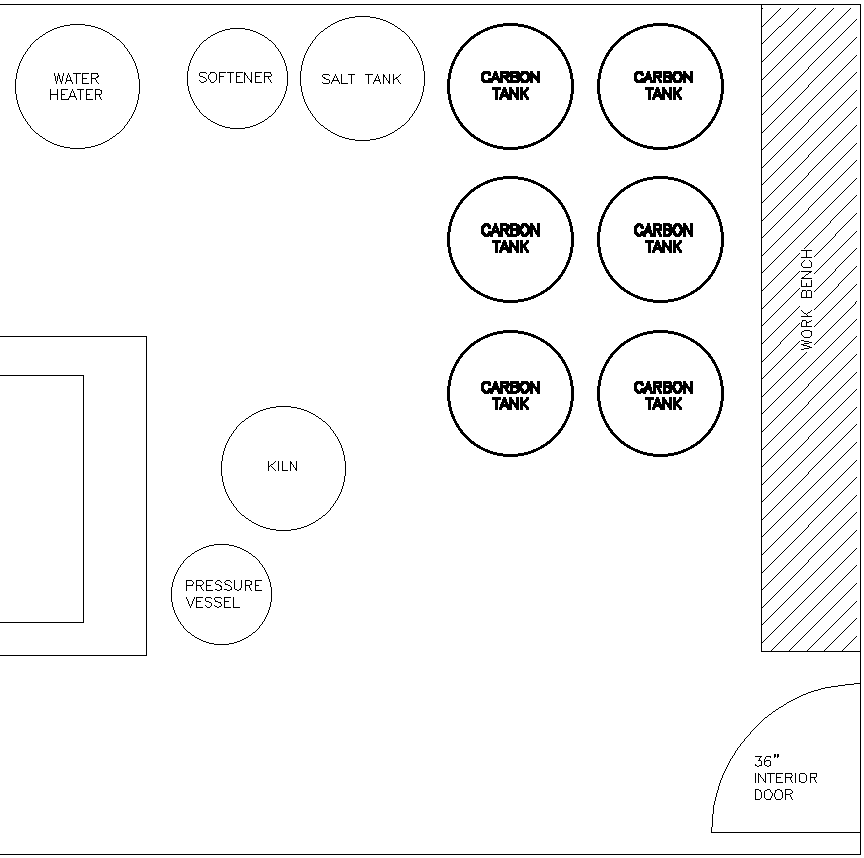 WATER
HEATER
SOFTENER
SALT TANK
CARBON
TANK
CARBON
TANK
CARBON
TANK
CARBON
TANK
WORK BENCH
CARBON
TANK
CARBON
TANK
KILN
PRESSURE
VESSEL
36"
INTERIOR
DOOR